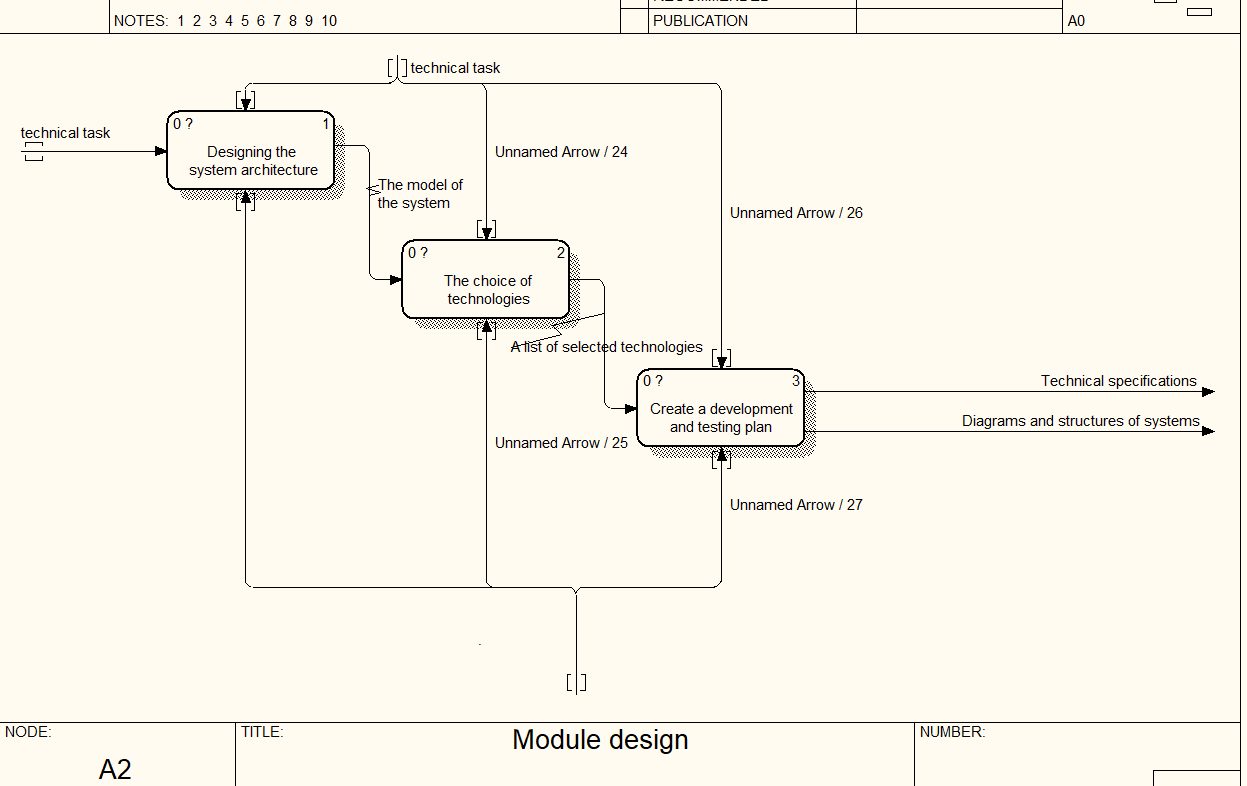 NOTES: 1 2 3 4 5 6 7 8 9 10
PUBLICATION
A0
technical task
technical task
0 ?
1
Designing the
system architecture
Unnamed Arrow / 24
The model of
the system
Unnamed Arrow / 26
0 ?
2
The choice of
technologies
A list of selected technologies
0 ?
3
Create a development
and testing plan
Technical specifications
Diagrams and structures of systems
Unnamed Arrow / 25
Unnamed Arrow / 27
NODE:
A2
TITLE:
Module design
NUMBER: